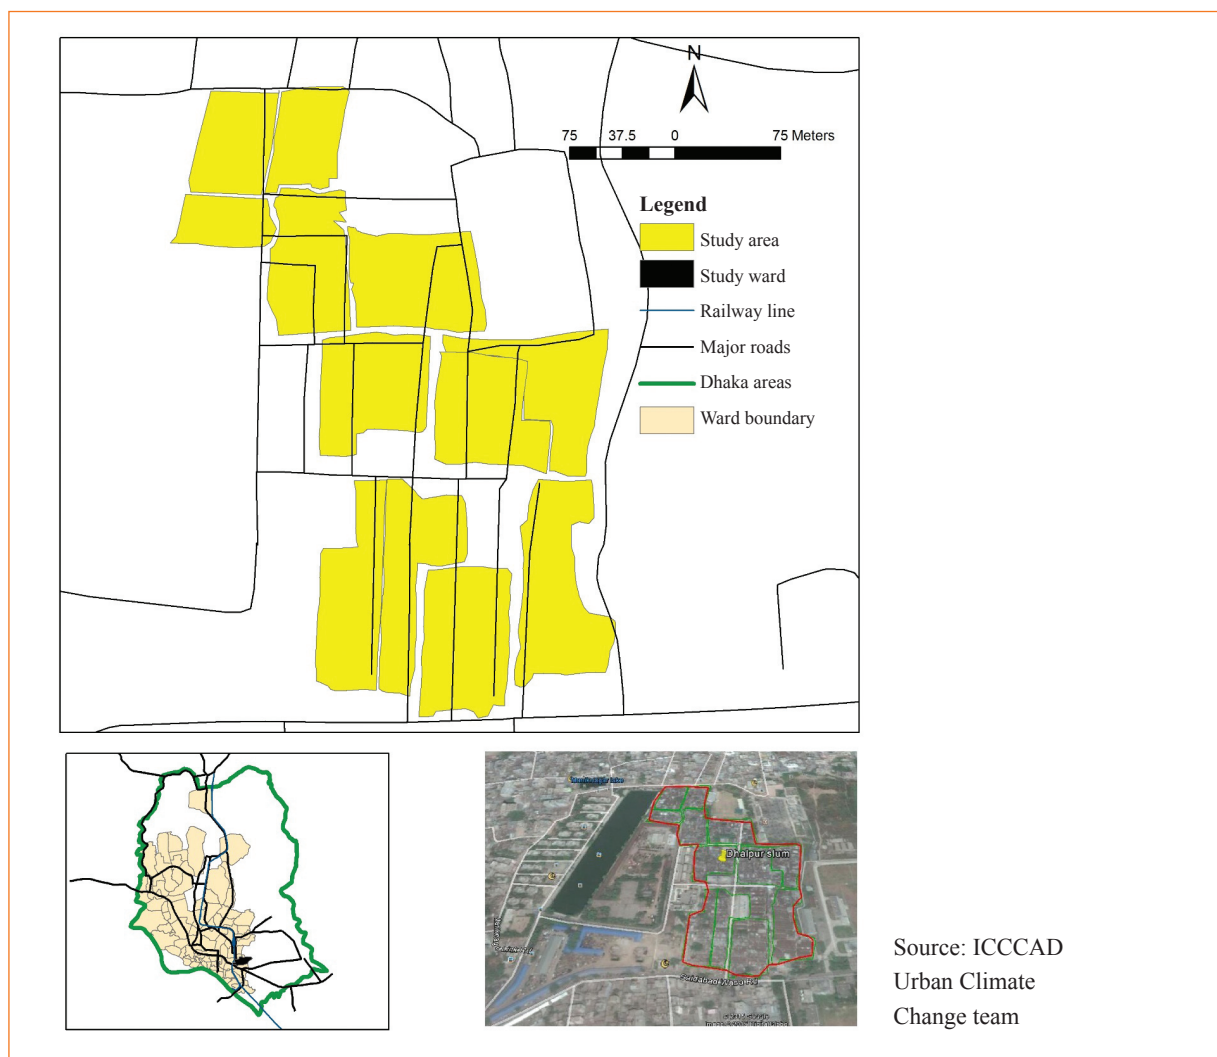 N
75 37.5 0 75 Meters
Legend
Study area
Study ward
Railway line
Major roads
Dhaka areas
Ward boundary
Dhalpur slum
Source: ICCCAD
Urban Climate
Change team